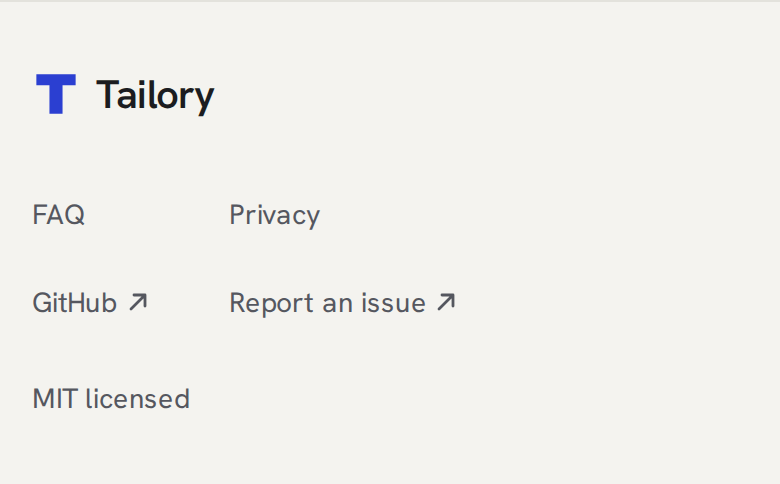 Tailory
FAQ Privacy
GitHub ↗ Report an issue ↗
MIT licensed